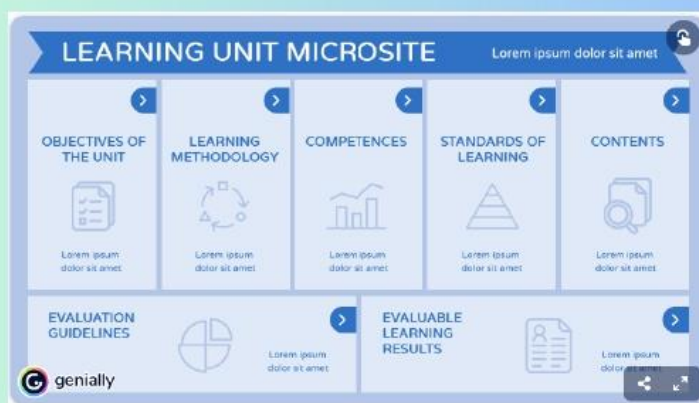 LEARNING UNIT MICROSITE
Lorem ipsum dolor sit amet
OBJECTIVES OF
THE UNIT
Lorem ipsum
dolor sit amet
LEARNING
METHODOLOGY
Lorem ipsum
dolor sit amet
COMPETENCES
Lorem ipsum
dolor sit amet
STANDARDS OF
LEARNING
Lorem ipsum
dolor sit amet
CONTENTS
Lorem ipsum
dolor sit amet
EVALUATION
GUIDELINES
Lorem ipsum
dolor sit amet
EVALUABLE
LEARNING
RESULTS
Lorem ipsum
dolor sit amet
genially